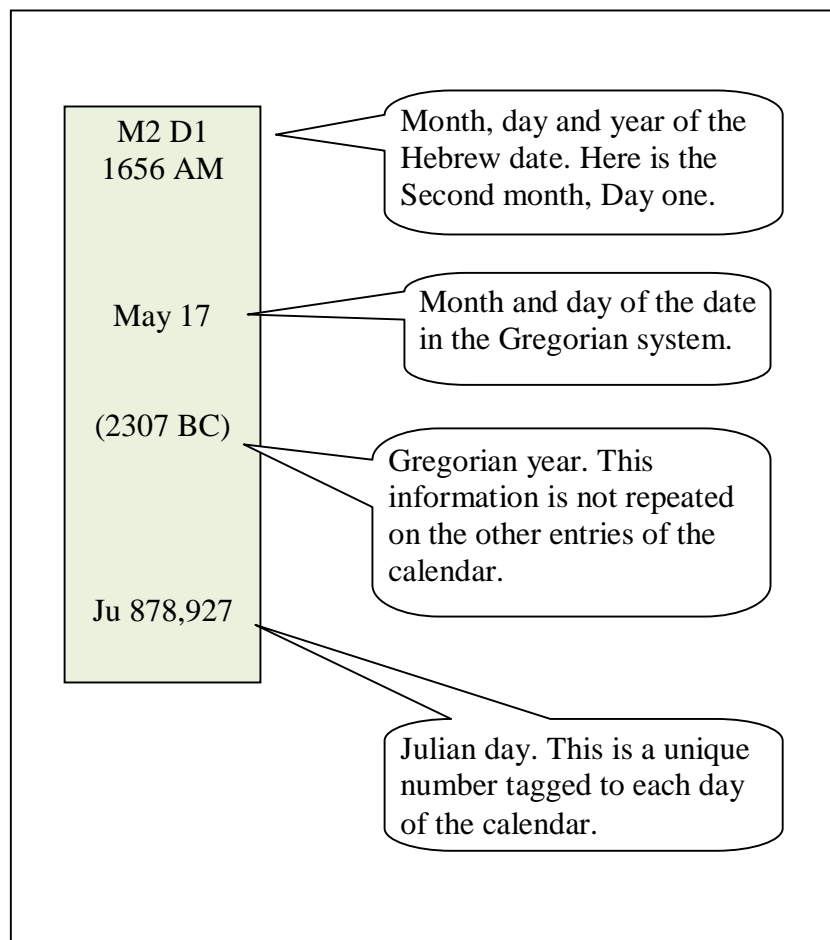 M2 D1
1656 AM
Month, day and year of the
Hebrew date. Here is the
Second month, Day one.
May 17
Month and day of the date
in the Gregorian system.
(2307 BC)
Gregorian year. This
information is not repeated
on the other entries of the
calendar.
Ju 878,927
Julian day. This is a unique
number tagged to each day
of the calendar.